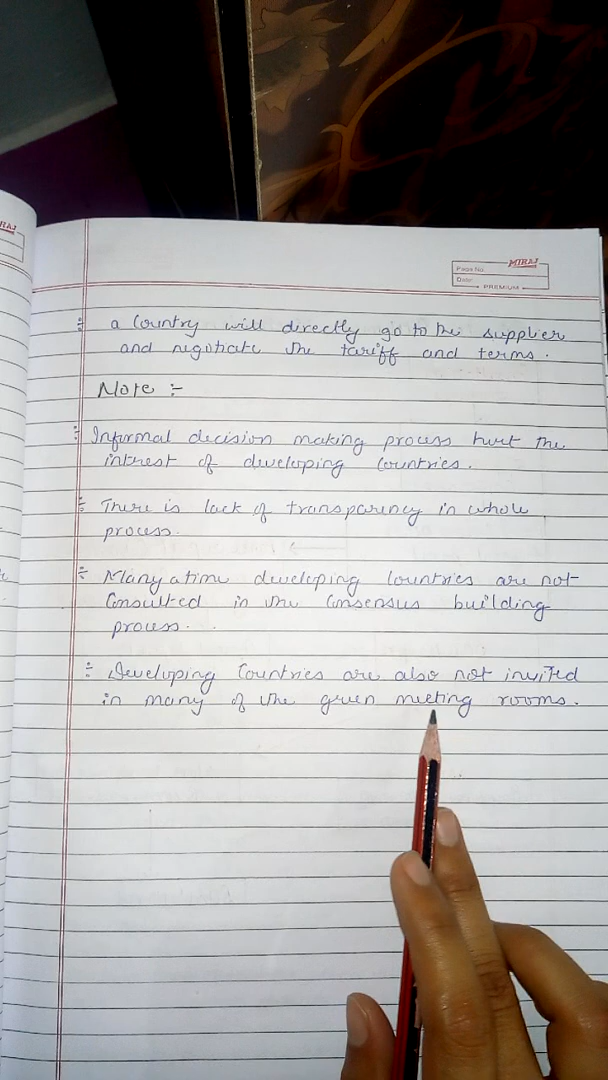 RAJ
MIRAJ
Page No.
Date:
PREMIUM
÷ a Country will directly go to the supplier
and negotiate the tariff and terms.
Note :-
÷ Informal decision making process hurt the
interest of developing Countries.
÷ There is lack of transparency in whole
process.
÷ Many a time developing Countries are not
Consulted in the Consensus building
process.
÷ Developing Countries are also not invited
in many of the green meeting rooms.